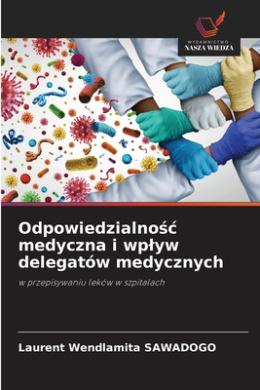 WYDAWNICTWO
NASZA WIEDZA
Odpowiedzialność
medyczna i wpływ
delegatów medycznych
w przepisywaniu leków w szpitalach
Laurent Wendlamita SAWADOGO